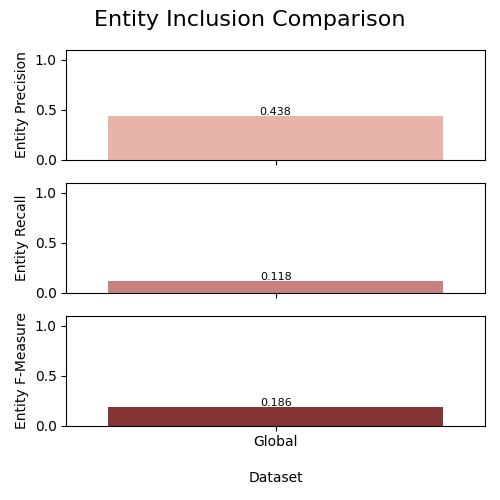 Entity Inclusion Comparison
Entity Precision
1.0
0.5
0.0
0.438
Entity Recall
1.0
0.5
0.0
0.118
Entity F-Measure
1.0
0.5
0.0
0.186
Global
Dataset